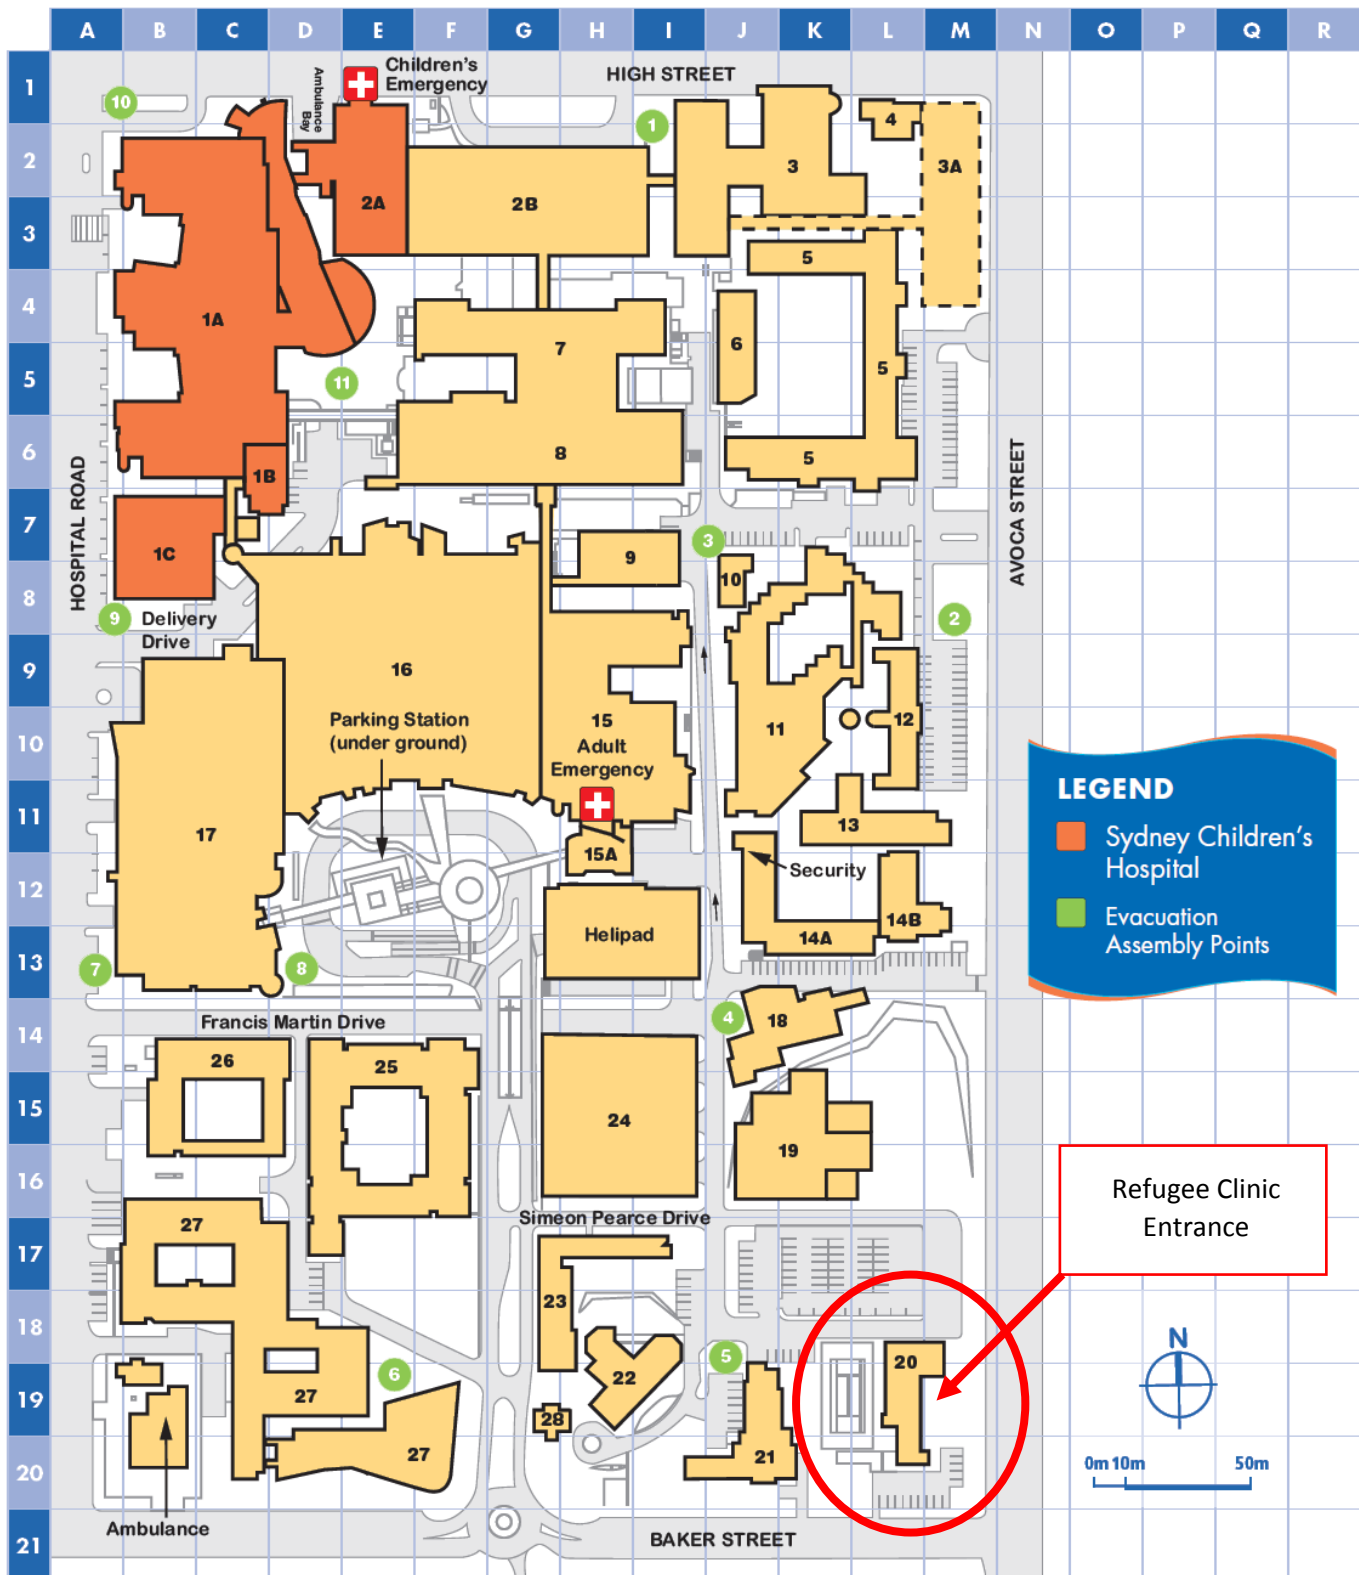 A B C D E F G H I J K L M N O P Q R
1
2
3
4
5
6
7
8
9
10
11
12
13
14
15
16
17
18
19
20
21
HIGH STREET
Children's
Emergency
Ambulance
Bay
10
1
4
3
3A
2A
2B
5
1A
6
7
5
11
8
5
1B
HOSPITAL ROAD
AVOCA STREET
1C
9
3
10
9
Delivery
Drive
2
16
Parking Station
(under ground)
15
Adult
Emergency
11
12
17
13
15A
Security
14B
Helipad
14A
7
8
LEGEND
Sydney Children's
Hospital
Evacuation
Assembly Points
4
18
Francis Martin Drive
26
25
24
19
Refugee Clinic
Entrance
27
Simeon Pearce Drive
23
5
20
22
6
27
28
27
21
N
0m 10m 50m
Ambulance
BAKER STREET